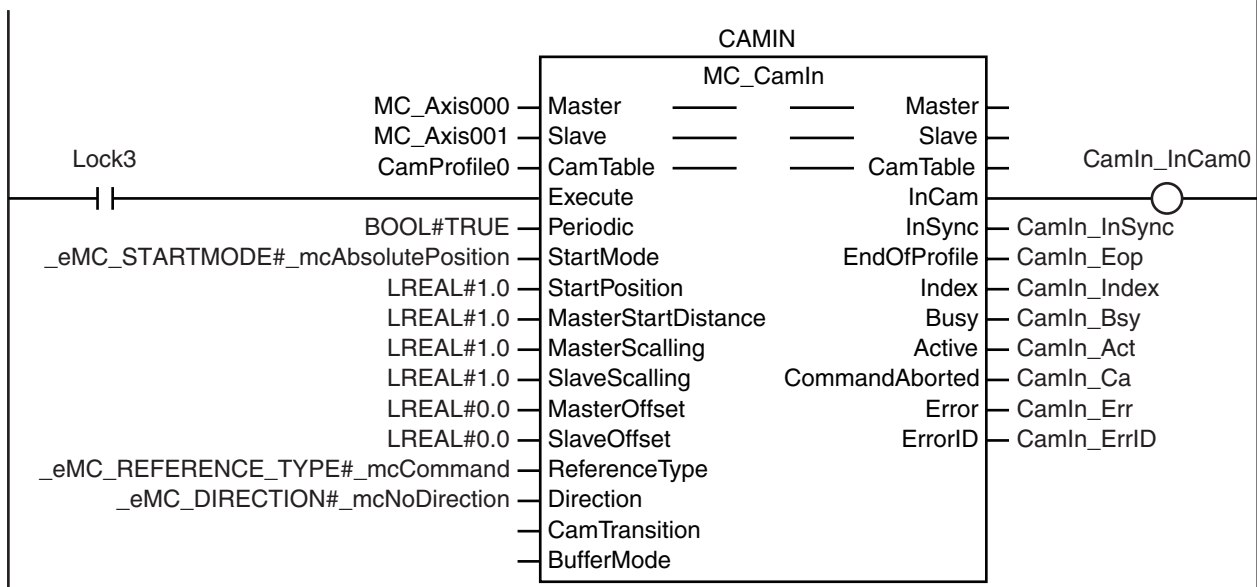 CAMIN
MC_CamIn
MC_Axis000 Master Master
MC_Axis001 Slave Slave
Lock3 CamProfile0 CamTable CamTable CamIn_InCam0
Execute InCam
BOOL#TRUE Periodic InSync CamIn_InSync
_eMC_STARTMODE#_mcAbsolutePosition StartMode EndOfProfile CamIn_Eop
LREAL#1.0 StartPosition Index CamIn_Index
LREAL#1.0 MasterStartDistance Busy CamIn_Bsy
LREAL#1.0 MasterScalling Active CamIn_Act
LREAL#1.0 SlaveScalling CommandAborted CamIn_Ca
LREAL#0.0 MasterOffset Error CamIn_Err
LREAL#0.0 SlaveOffset ErrorID CamIn_ErrID
_eMC_REFERENCE_TYPE#_mcCommand ReferenceType
_eMC_DIRECTION#_mcNoDirection Direction
CamTransition
BufferMode